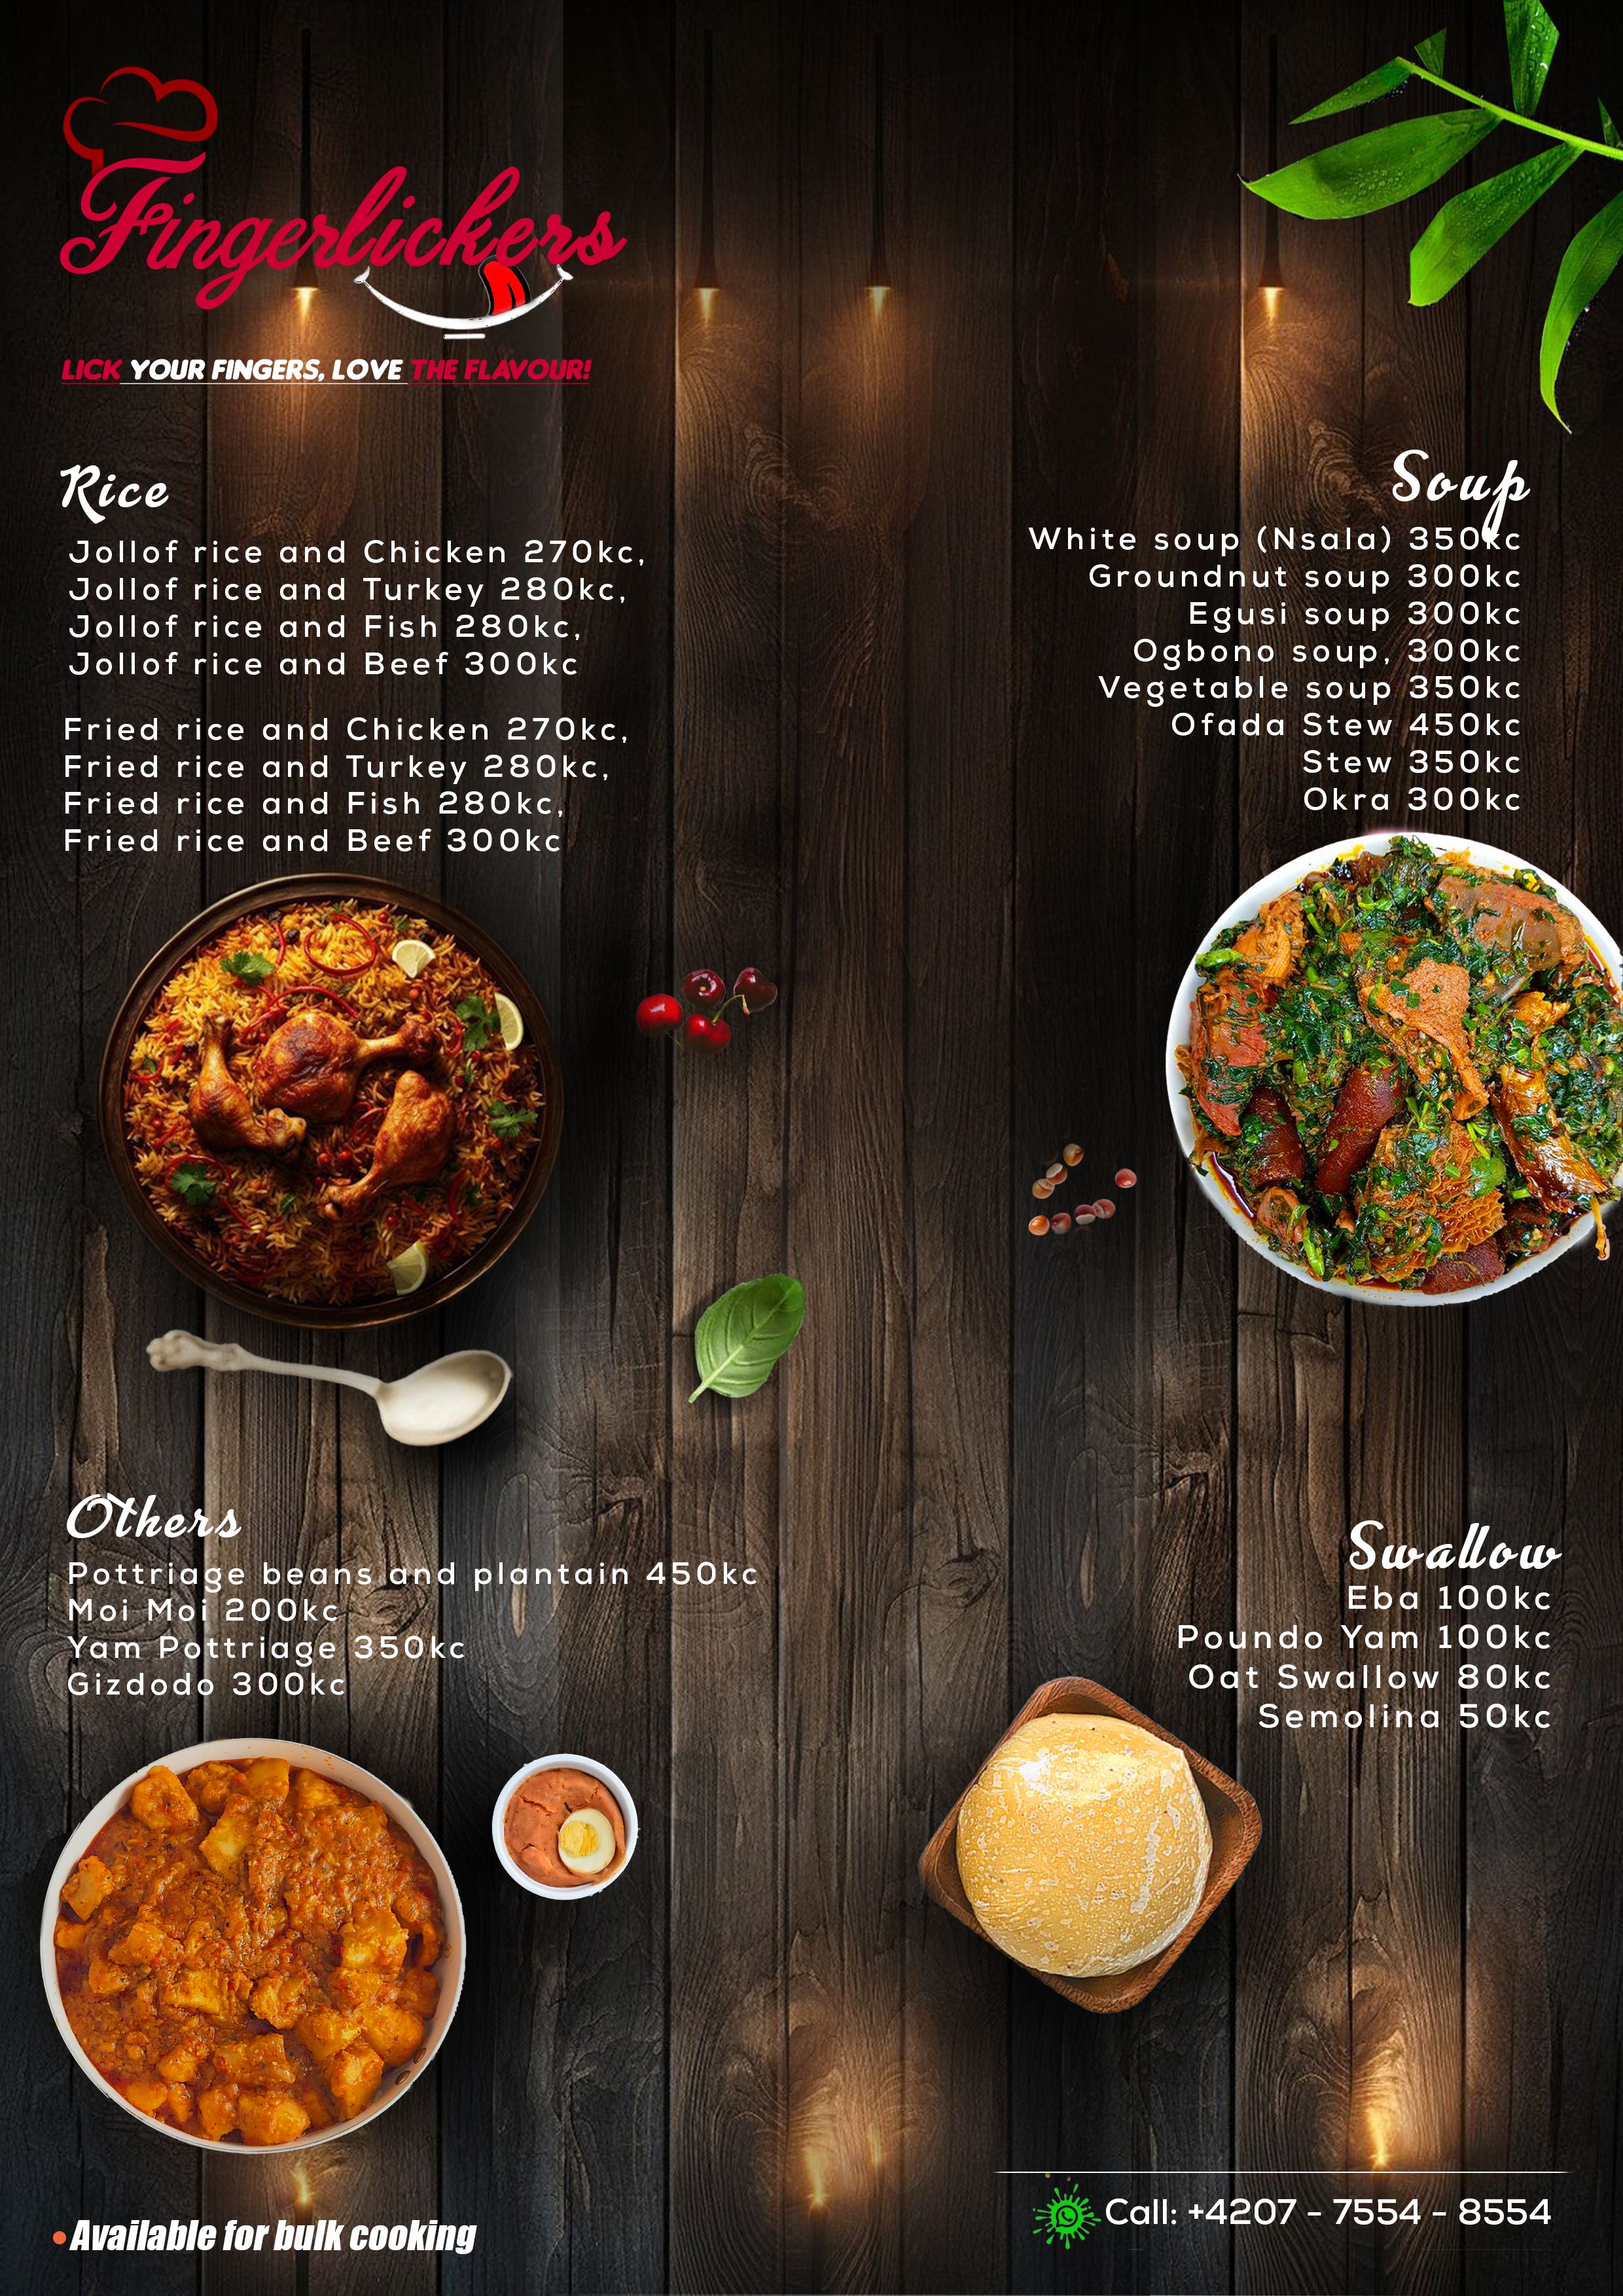 Fingerlickers
LICK YOUR FINGERS, LOVE THE FLAVOUR!
Rice
Jollof rice and Chicken 270kc,
Jollof rice and Turkey 280kc,
Jollof rice and Fish 280kc,
Jollof rice and Beef 300kc
Fried rice and Chicken 270kc,
Fried rice and Turkey 280kc,
Fried rice and Fish 280kc,
Fried rice and Beef 300kc
Soup
White soup (Nsala) 350kc
Groundnut soup 300kc
Egusi soup 300kc
Ogbono soup, 300kc
Vegetable soup 350kc
Ofada Stew 450kc
Stew 350kc
Okra 300kc
Others
Pottriage beans and plantain 450kc
Moi Moi 200kc
Yam Pottriage 350kc
Gizdodo 300kc
Swallow
Eba 100kc
Poundo Yam 100kc
Oat Swallow 80kc
Semolina 50kc
Available for bulk cooking
Call: +4207 - 7554 - 8554